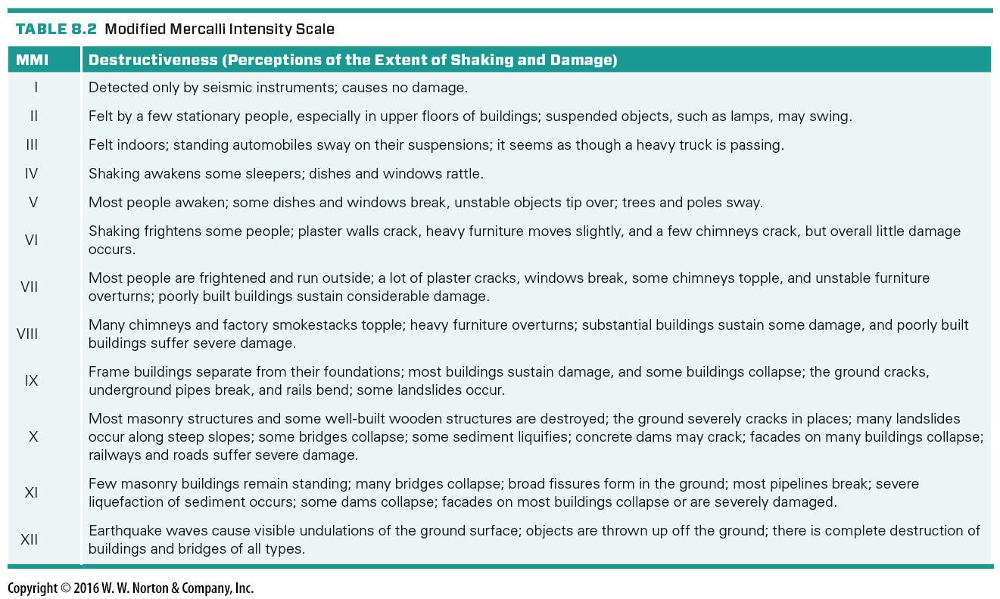 TABLE 8.2 Modified Mercalli Intensity Scale
MMI Destructiveness (Perceptions of the Extent of Shaking and Damage)
I Detected only by seismic instruments; causes no damage.
II Felt by a few stationary people, especially in upper floors of buildings; suspended objects, such as lamps, may swing.
III Felt indoors; standing automobiles sway on their suspensions; it seems as though a heavy truck is passing.
IV Shaking awakens some sleepers; dishes and windows rattle.
V Most people awaken; some dishes and windows break, unstable objects tip over; trees and poles sway.
VI Shaking frightens some people; plaster walls crack, heavy furniture moves slightly, and a few chimneys crack, but overall little damage
occurs.
VII Most people are frightened and run outside; a lot of plaster cracks, windows break, some chimneys topple, and unstable furniture
overturns; poorly built buildings sustain considerable damage.
VIII Many chimneys and factory smokestacks topple; heavy furniture overturns; substantial buildings sustain some damage, and poorly built
buildings suffer severe damage.
IX Frame buildings separate from their foundations; most buildings sustain damage, and some buildings collapse; the ground cracks,
underground pipes break, and rails bend; some landslides occur.
X Most masonry structures and some well-built wooden structures are destroyed; the ground severely cracks in places; many landslides
occur along steep slopes; some bridges collapse; some sediment liquifies; concrete dams may crack; facades on many buildings collapse;
railways and roads suffer severe damage.
XI Few masonry buildings remain standing; many bridges collapse; broad fissures form in the ground; most pipelines break; severe
liquefaction of sediment occurs; some dams collapse; facades on most buildings collapse or are severely damaged.
XII Earthquake waves cause visible undulations of the ground surface; objects are thrown up off the ground; there is complete destruction of
buildings and bridges of all types.
Copyright © 2016 W. W. Norton & Company, Inc.